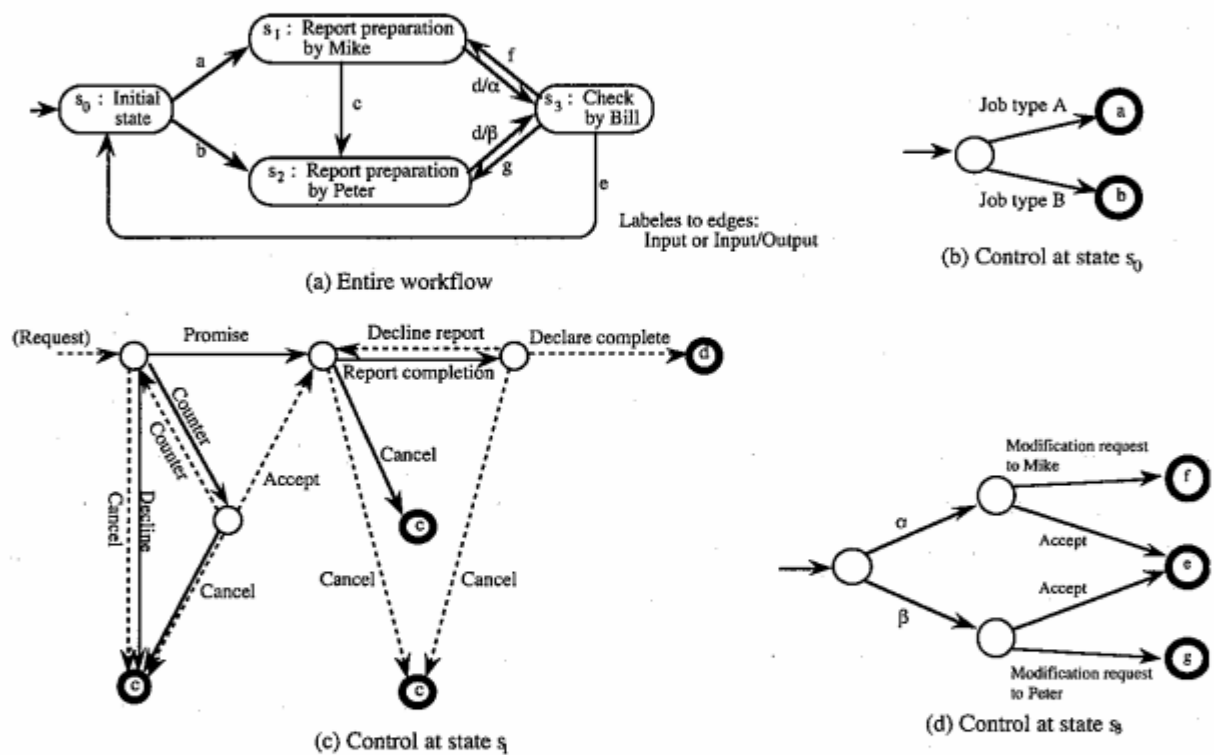 s1 : Report preparation
by Mike
a
f
d/α
s0 : Initial
state
c
s3 : Check
by Bill
b
d/β
g
s2 : Report preparation
by Peter
e
Labeles to edges:
Input or Input/Output
(a) Entire workflow
Job type A
a
Job type B
b
(b) Control at state s0
(Request)
Promise
Decline report
Declare complete
d
Report completion
Counter
Counter
Accept
Cancel
c
Cancel
Decline
Cancel
Cancel
Cancel
c
c
(c) Control at state s1
Modification request
to Mike
f
α
Accept
e
β
Accept
g
Modification request
to Peter
(d) Control at state s3